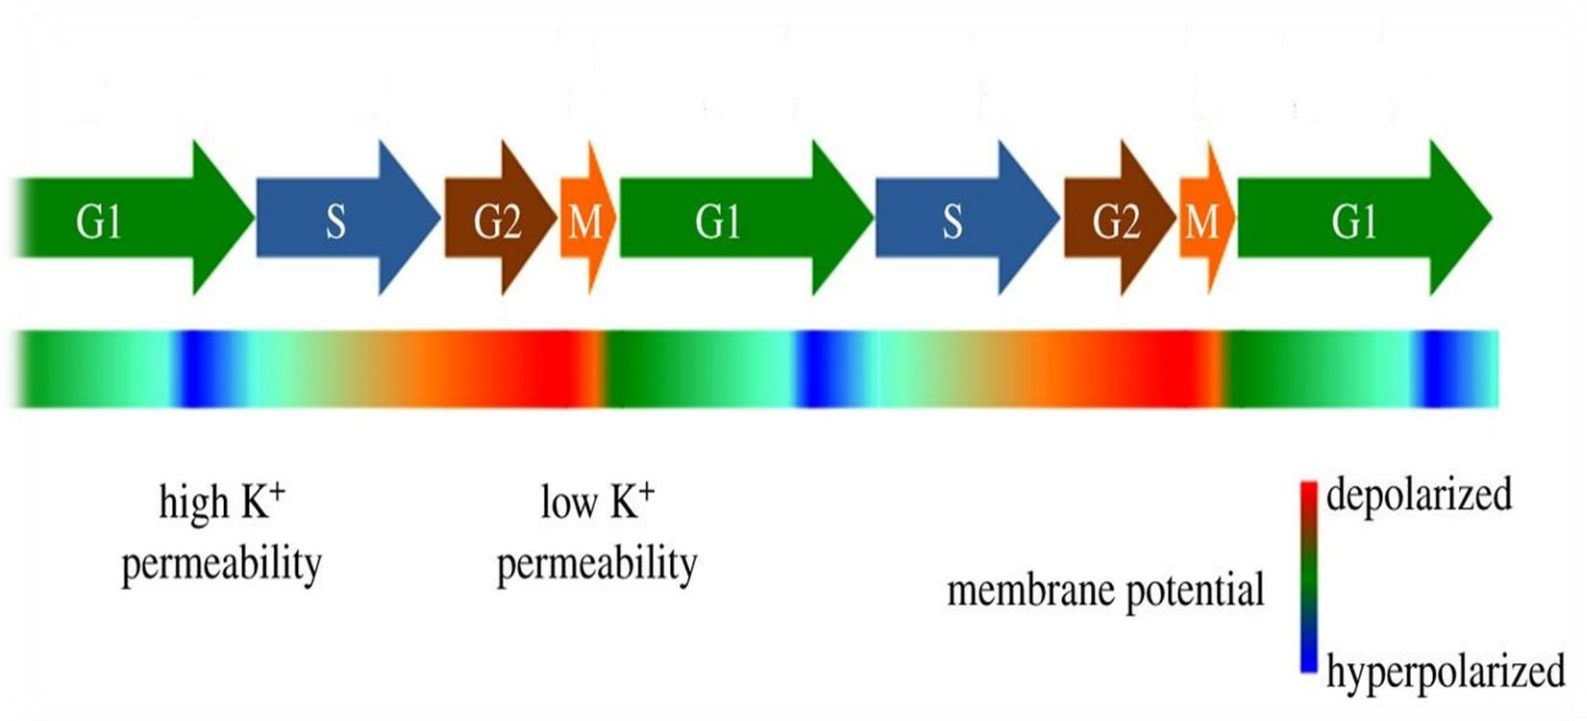 G1 S G2 M G1 S G2 M G1
high K⁺
permeability
low K⁺
permeability
membrane potential
depolarized
hyperpolarized